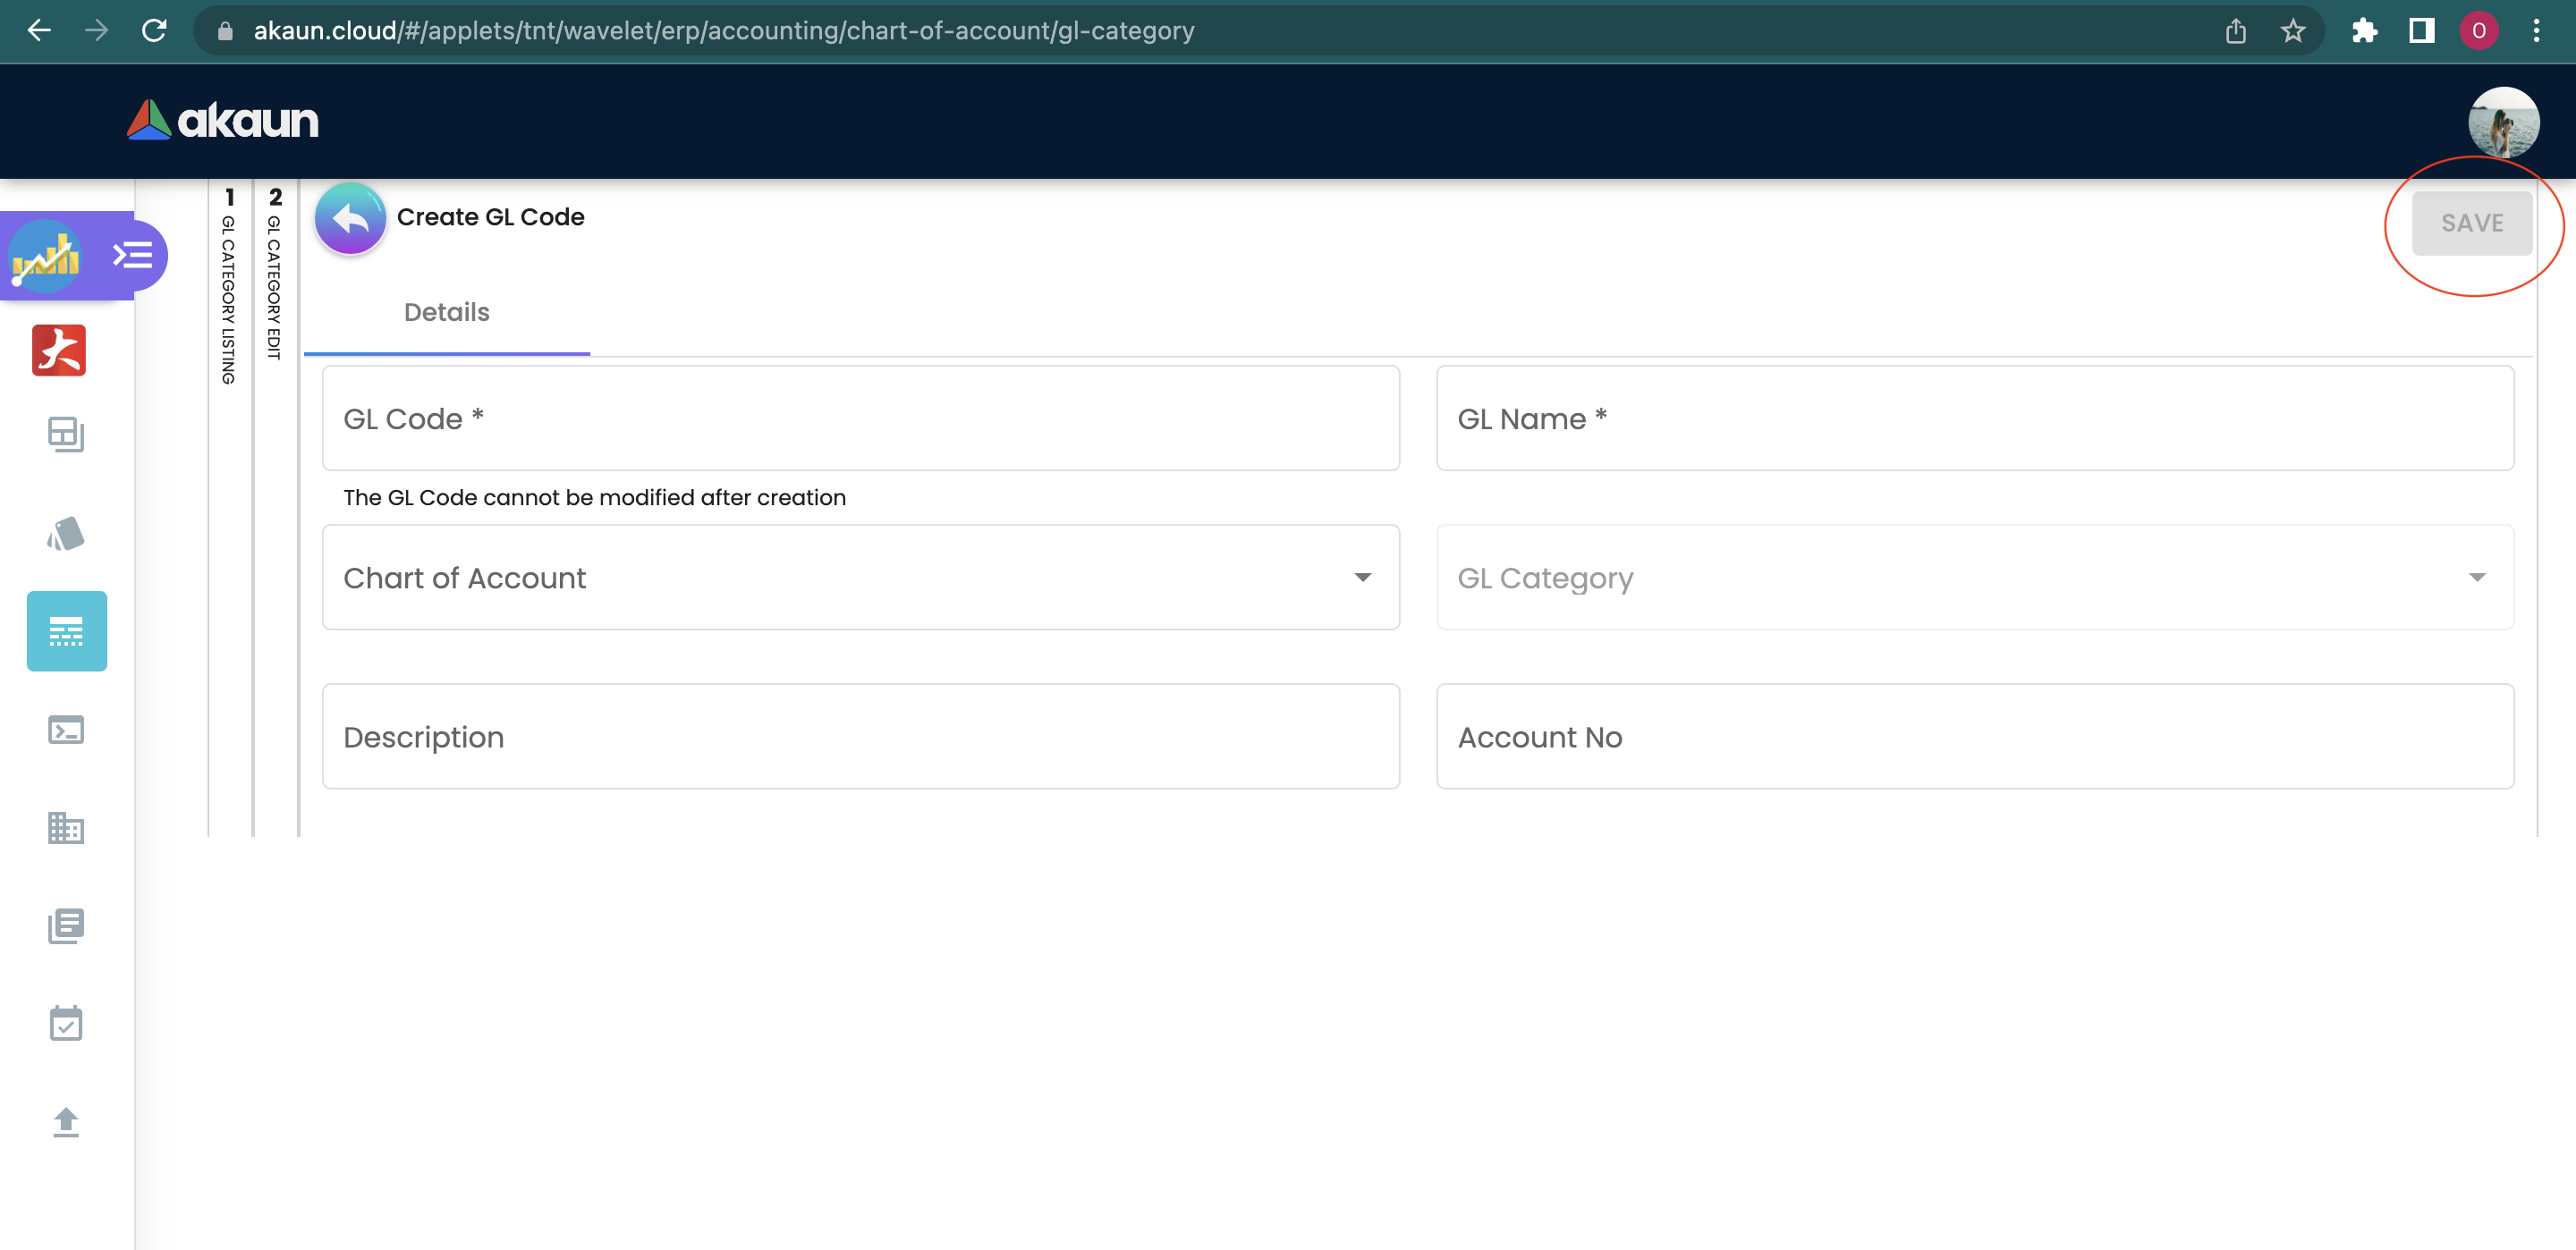 akaun.cloud/#/applets/tnt/wavelet/erp/accounting/chart-of-account/gl-category
O
akaun
1
GL CATEGORY LISTING
2
GL CATEGORY EDIT
Create GL Code
SAVE
Details
GL Code *
GL Name *
The GL Code cannot be modified after creation
Chart of Account
GL Category
Description
Account No